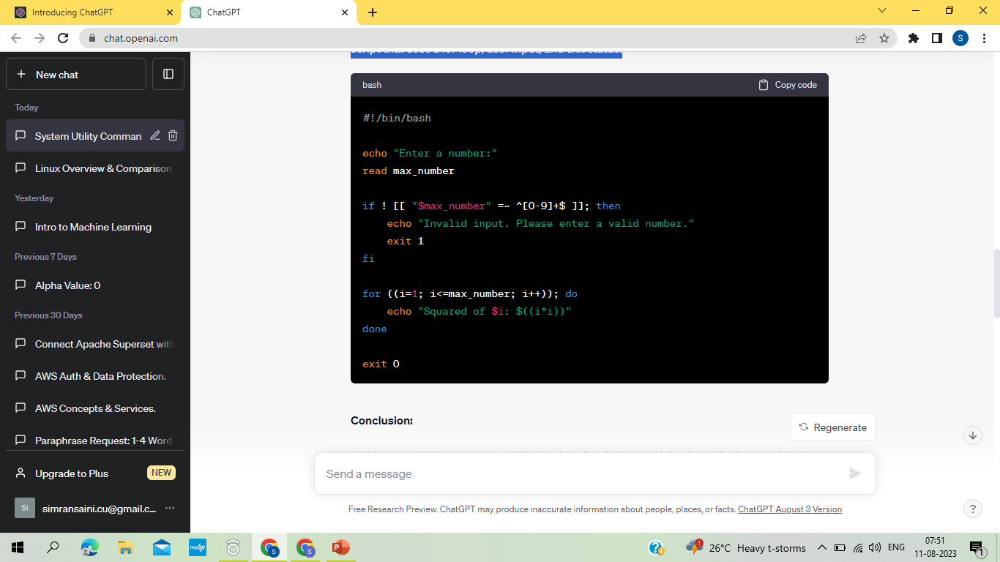 Introducing ChatGPT
ChatGPT
chat.openai.com
S
New chat
Today
System Utility Comman
Linux Overview & Comparison
Yesterday
Intro to Machine Learning
Previous 7 Days
Alpha Value: 0
Previous 30 Days
Connect Apache Superset with
AWS Auth & Data Protection.
AWS Concepts & Services.
Paraphrase Request: 1-4 Word
Upgrade to Plus NEW
SI simransaini.cu@gmail.c... ...
bash Copy code
#!/bin/bash
echo "Enter a number:"
read max_number
if ! [[ "$max_number" =~ ^[0-9]+$ ]]; then
echo "Invalid input. Please enter a valid number."
exit 1
fi
for ((i=1; i<=max_number; i++)); do
echo "Squared of $i: $((i*i))"
done
exit 0
Conclusion:
Regenerate
Send a message
Free Research Preview. ChatGPT may produce inaccurate information about people, places, or facts. ChatGPT August 3 Version
?
myhp
S
S
P
?
1
26°C Heavy t-storms
ENG
07:51
11-08-2023
1